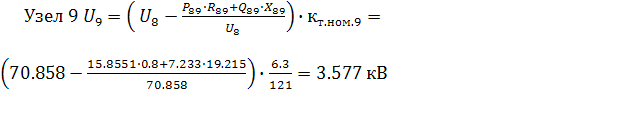 Узел 9 U₉ = (U₈ − (P₈₉·R₈₉+Q₈₉·X₈₉)/U₈) · к_т.ном.9 =
(70.858 − (15.8551·0.8+7.233·19.215)/70.858) · 6.3/121 = 3.577 кВ